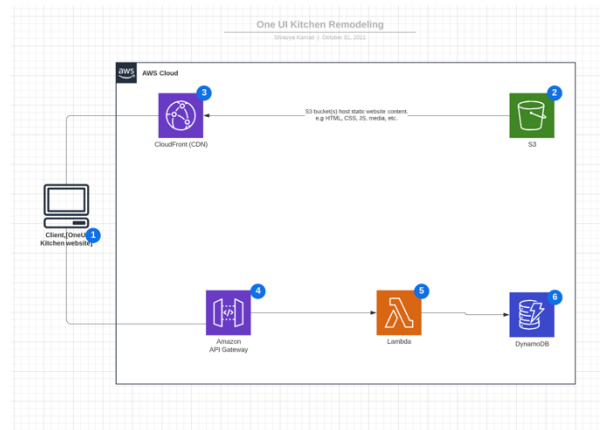 One UI Kitchen Remodeling
| October 31, 2021
aws
AWS Cloud
3
2
S3 bucket(s) host static website content.
e.g HTML, CSS, JS, media, etc.
CloudFront (CDN)
S3
Client,[OneUI
1
Kitchen website]
4
5
6
Amazon
API Gateway
Lambda
DynamoDB